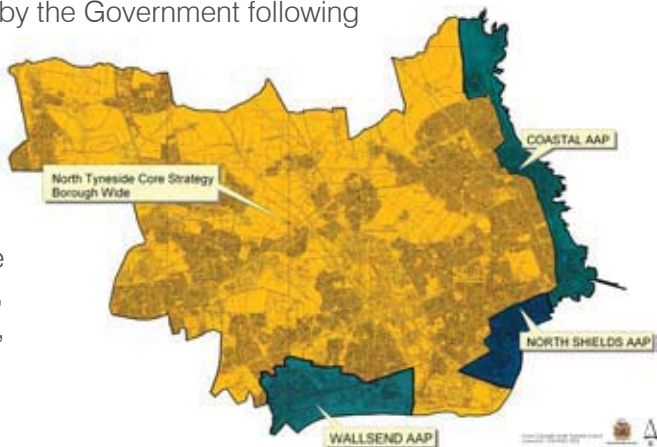 by the Government following
COASTAL AAP
North Tyneside Core Strategy
Borough Wide
NORTH SHIELDS AAP
WALLSEND AAP